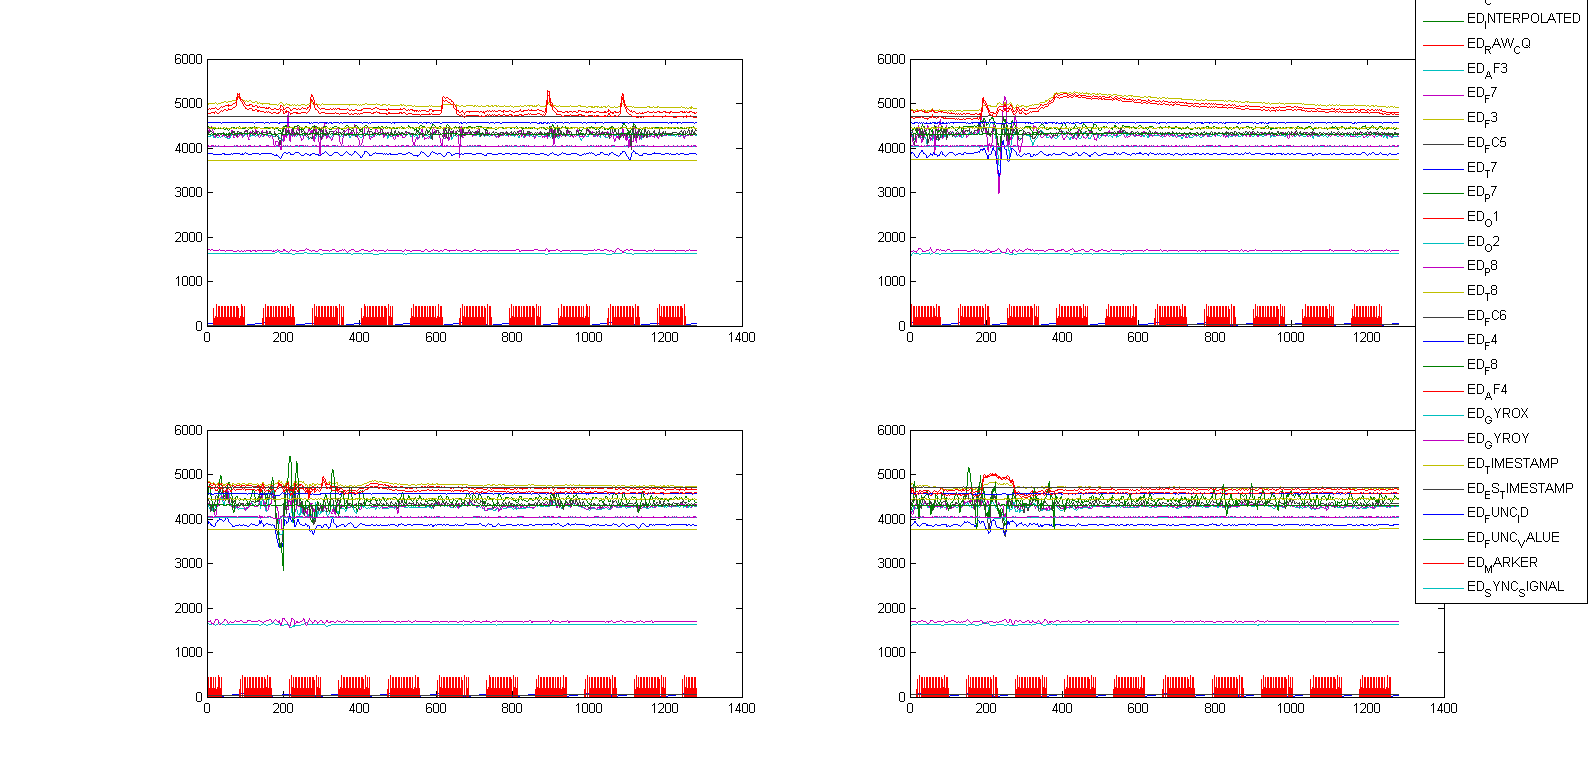 6000
5000
4000
3000
2000
1000
0
0 200 400 600 800 1000 1200 1400
6000
5000
4000
3000
2000
1000
0
0 200 400 600 800 1000 1200
6000
5000
4000
3000
2000
1000
0
0 200 400 600 800 1000 1200 1400
6000
5000
4000
3000
2000
1000
0
0 200 400 600 800 1000 1200 1400
C
EDINTERPOLATED
EDRAWCQ
EDAF3
EDF7
EDF3
EDFC5
EDT7
EDP7
EDO1
EDO2
EDP8
EDT8
EDFC6
EDF4
EDF8
EDAF4
EDGYROX
EDGYROY
EDTIMESTAMP
EDESTIMESTAMP
EDFUNCID
EDFUNCVALUE
EDMARKER
EDSYNCSIGNAL